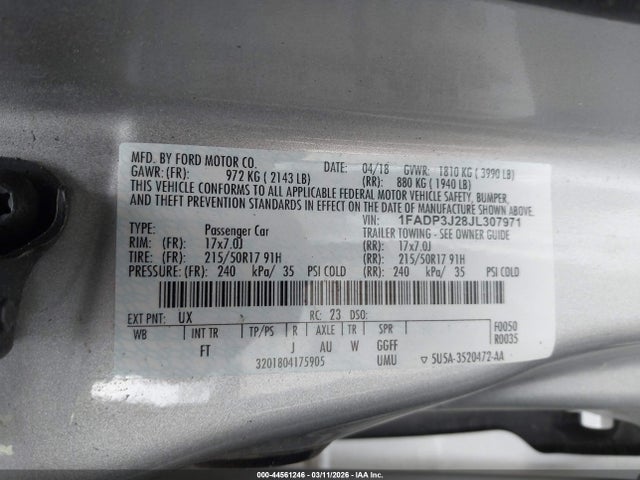 MFD. BY FORD MOTOR CO. DATE: 04/18 GVWR: 1810 KG ( 3990 LB)
GAWR: (FR): 972 KG ( 2143 LB) (RR): 880 KG ( 1940 LB)
THIS VEHICLE CONFORMS TO ALL APPLICABLE FEDERAL MOTOR VEHICLE SAFETY, BUMPER,
AND THEFT PREVENTION STANDARDS IN EFFECT ON THE DATE OF MANUFACTURE SHOWN ABOVE.
VIN: 1FADP3J28JL307971
TYPE: Passenger Car TRAILER TOWING - SEE OWNER GUIDE
RIM: (FR): 17x7.0J (RR): 17x7.0J
TIRE: (FR): 215/50R17 91H (RR): 215/50R17 91H
PRESSURE: (FR): 240 kPa/ 35 PSI COLD (RR): 240 kPa/ 35 PSI COLD
EXT PNT: UX RC: 23 DSO: F0050
WB INT TR TP/PS R AXLE TR SPR R0035
FT J AU W GGFF
3201804175905 UMU ▽ 5U5A-3520472-AA
000-44561246 - 03/11/2026 - IAAI.com